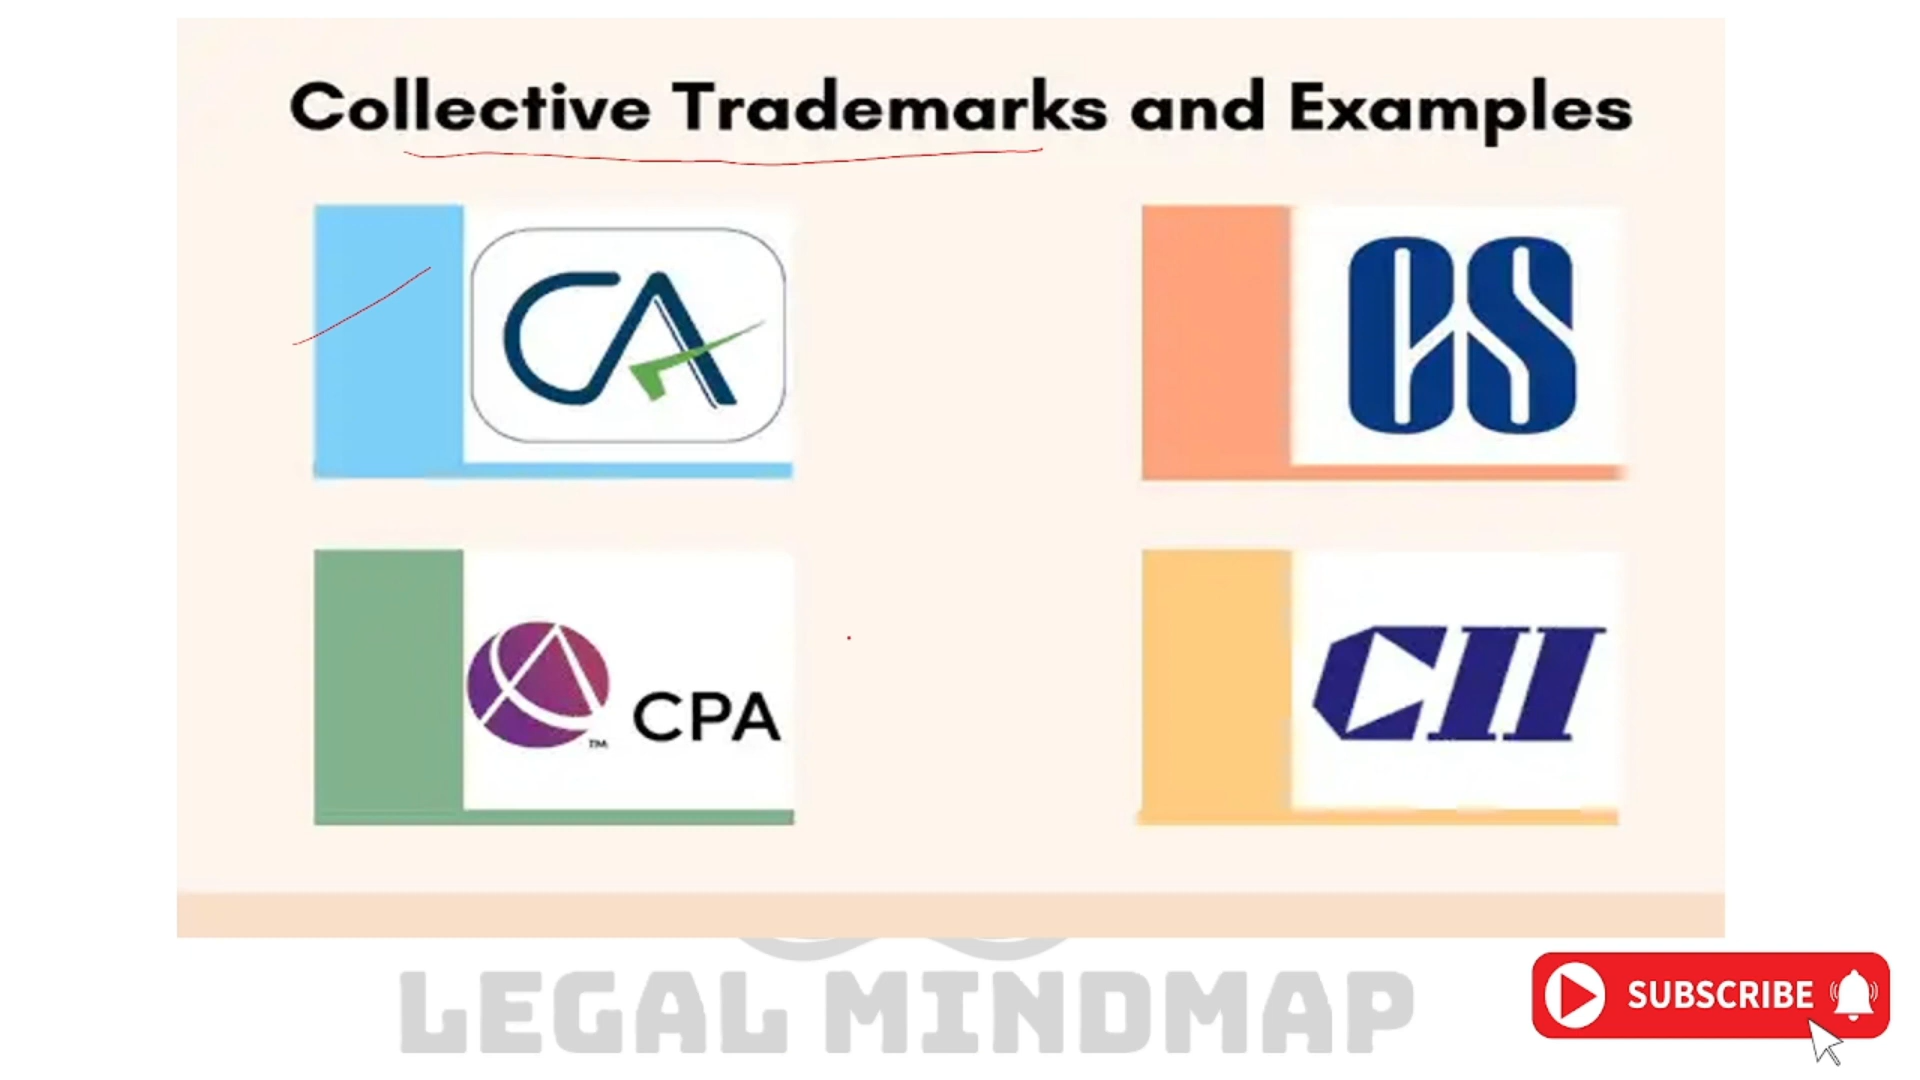 Collective Trademarks and Examples
CA
CS
CPA
TM
CII
LEGAL MINDMAP
SUBSCRIBE